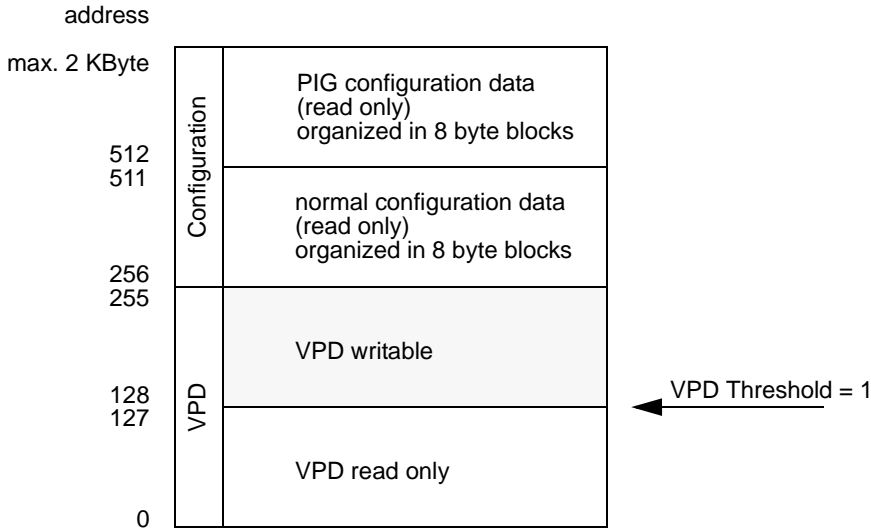 address
max. 2 KByte
PIG configuration data
(read only)
organized in 8 byte blocks
Configuration
512
511
normal configuration data
(read only)
organized in 8 byte blocks
256
255
VPD writable
VPD
128
127
VPD Threshold = 1
VPD read only
0